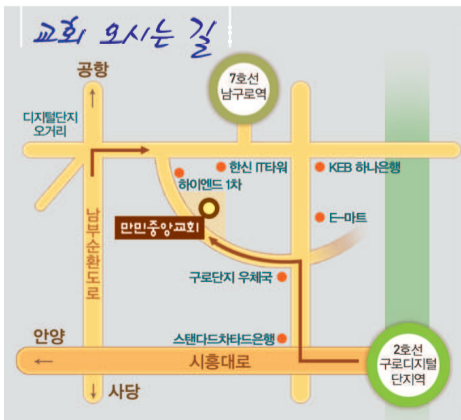 교회 오시는 길
공항
7호선
남구로역
디지털단지
오거리
한신 IT타워
KEB 하나은행
하이엔드 1차
E-마트
만민중앙교회
남부순환도로
구로단지 우체국
스탠다드차타드은행
안양
시흥대로
2호선
구로디지털
단지역
사당